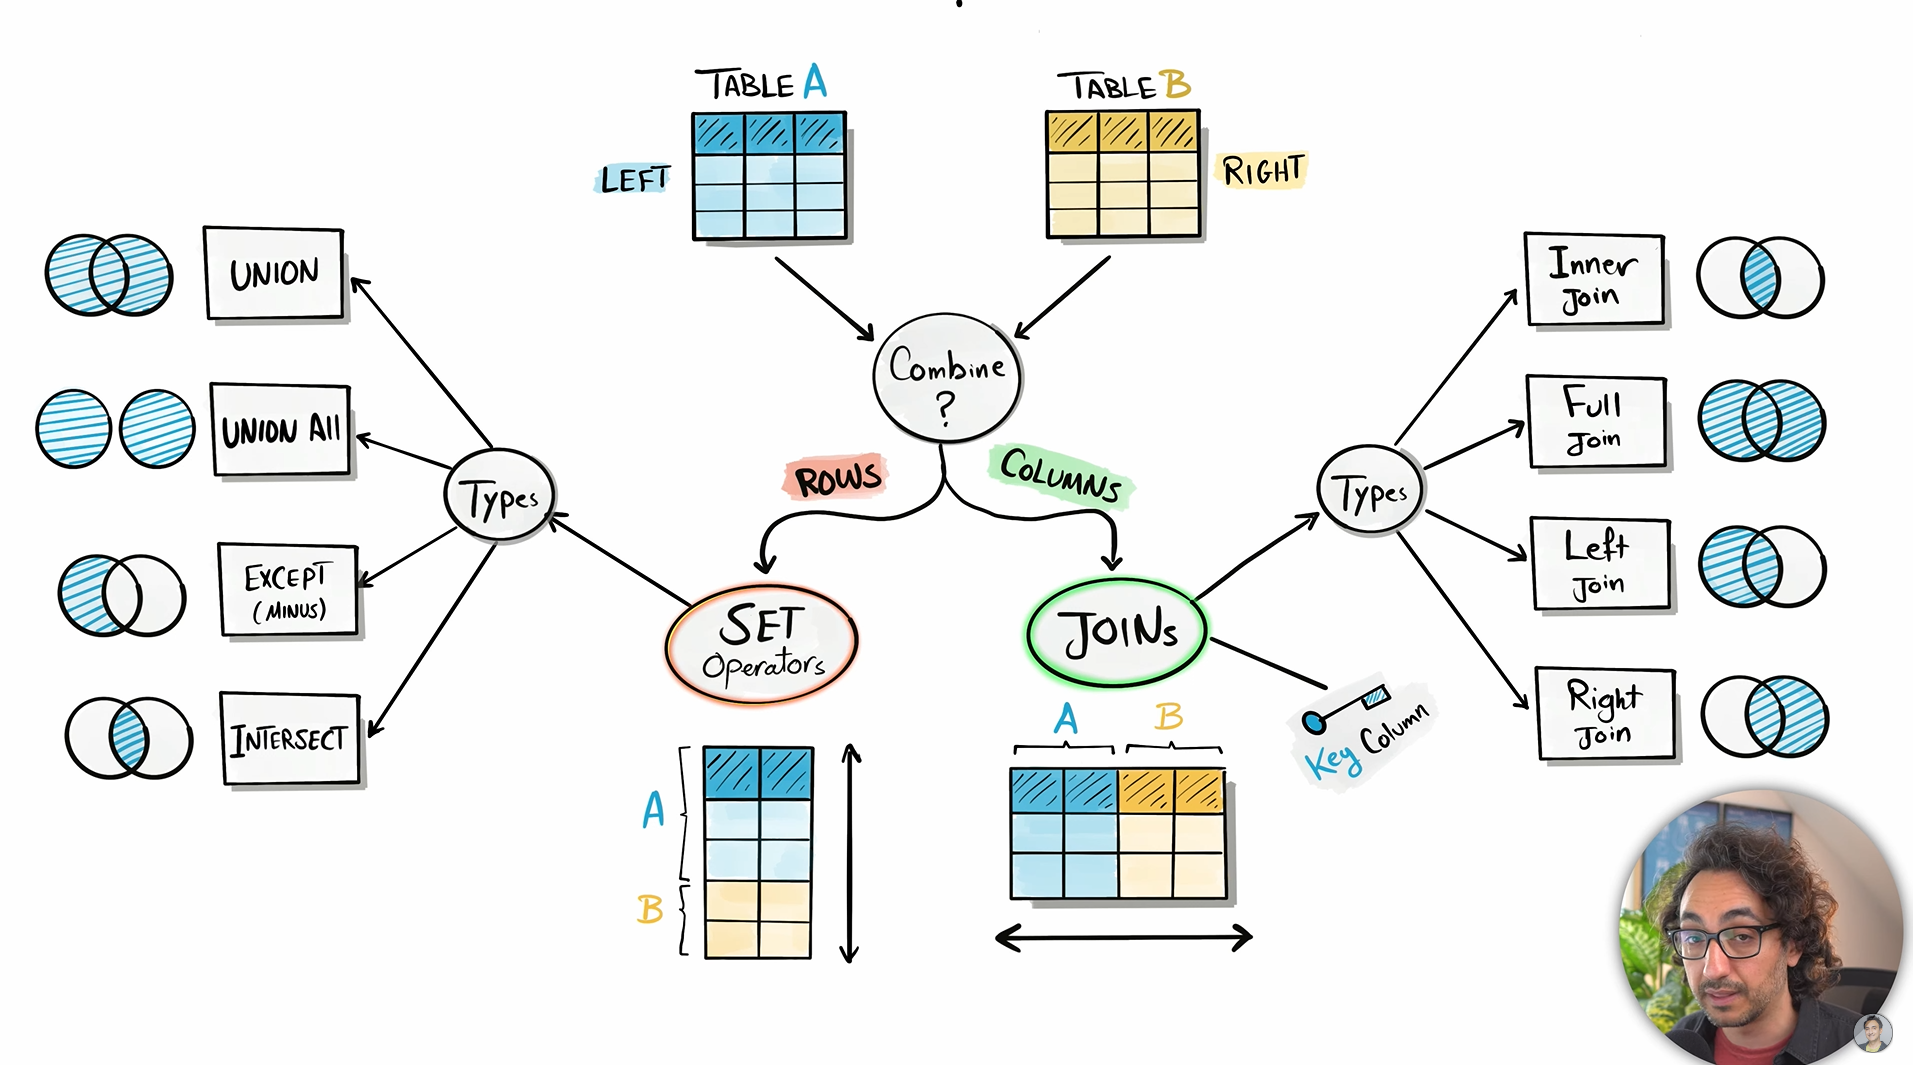 TABLE A
TABLE B
LEFT
RIGHT
Combine
?
ROWS
COLUMNS
UNION
UNION All
EXCEPT
(MINUS)
INTERSECT
Types
SET
Operators
JOINs
Types
Inner
Join
Full
Join
Left
Join
Right
Join
Key Column
A
B
A
B